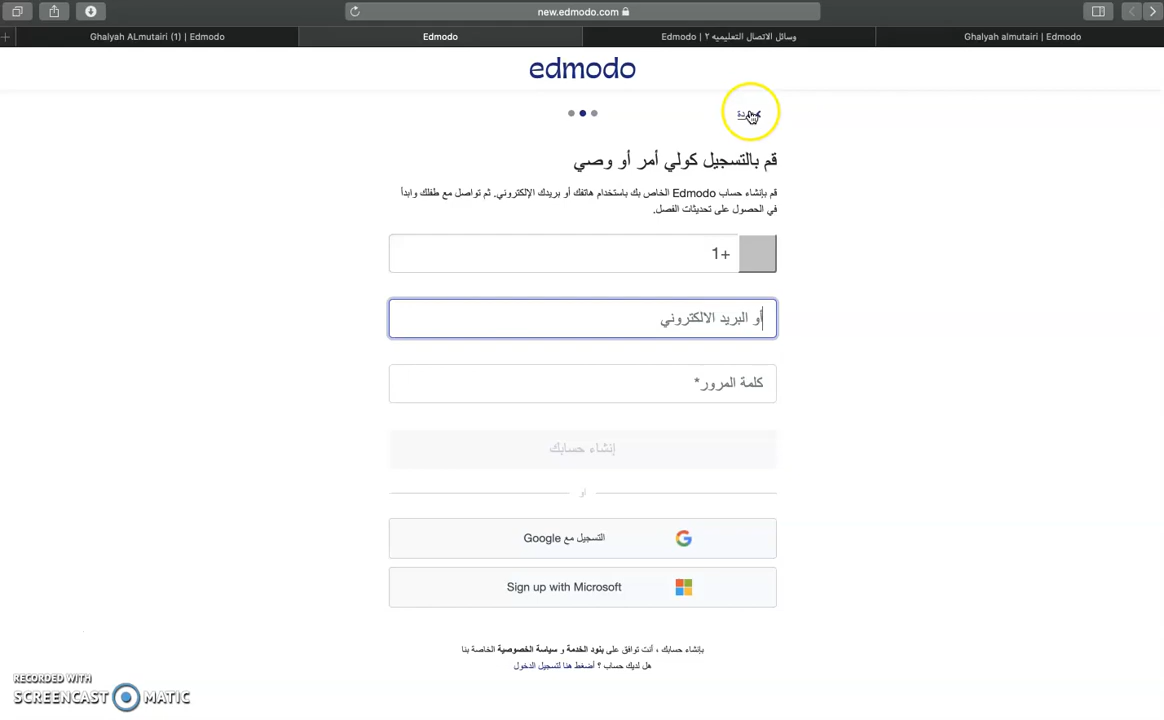 new.edmodo.com
Ghalyah ALmutairi (1) | Edmodo
Edmodo
وسائل الاتصال التعليميه ٢ | Edmodo
Ghalyah almutairi | Edmodo
edmodo
قم بالتسجيل كولي أمر أو وصي
قم بإنشاء حساب Edmodo الخاص بك باستخدام هاتفك أو بريدك الإلكتروني. ثم تواصل مع طفلك وابدأ
في الحصول على تحديثات الفصل.
+1
أو البريد الالكتروني
كلمة المرور*
إنشاء حسابك
او
التسجيل مع Google
Sign up with Microsoft
بإنشاء حسابك ، أنت توافق على بنود الخدمة و سياسة الخصوصية الخاصة بنا
هل لديك حساب ؟ أضغط هنا لتسجيل الدخول
RECORDED WITH
SCREENCAST MATIC